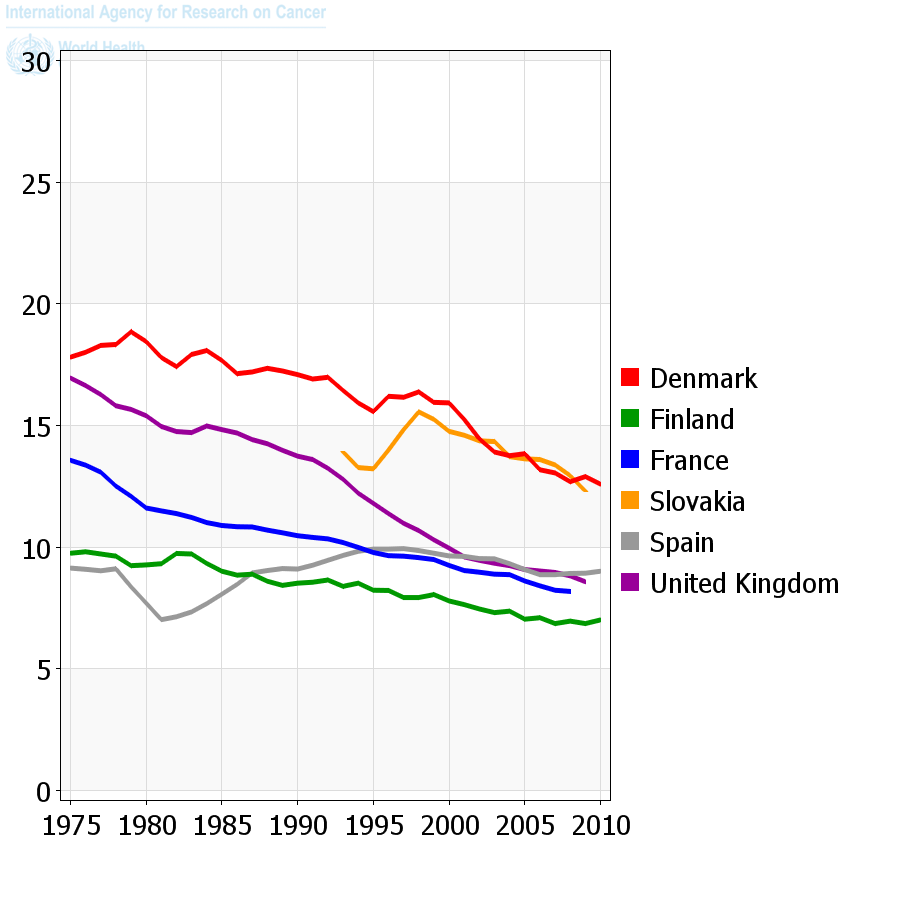 International Agency for Research on Cancer
World Health
30
25
20
15
10
5
0
1975 1980 1985 1990 1995 2000 2005 2010
Denmark
Finland
France
Slovakia
Spain
United Kingdom